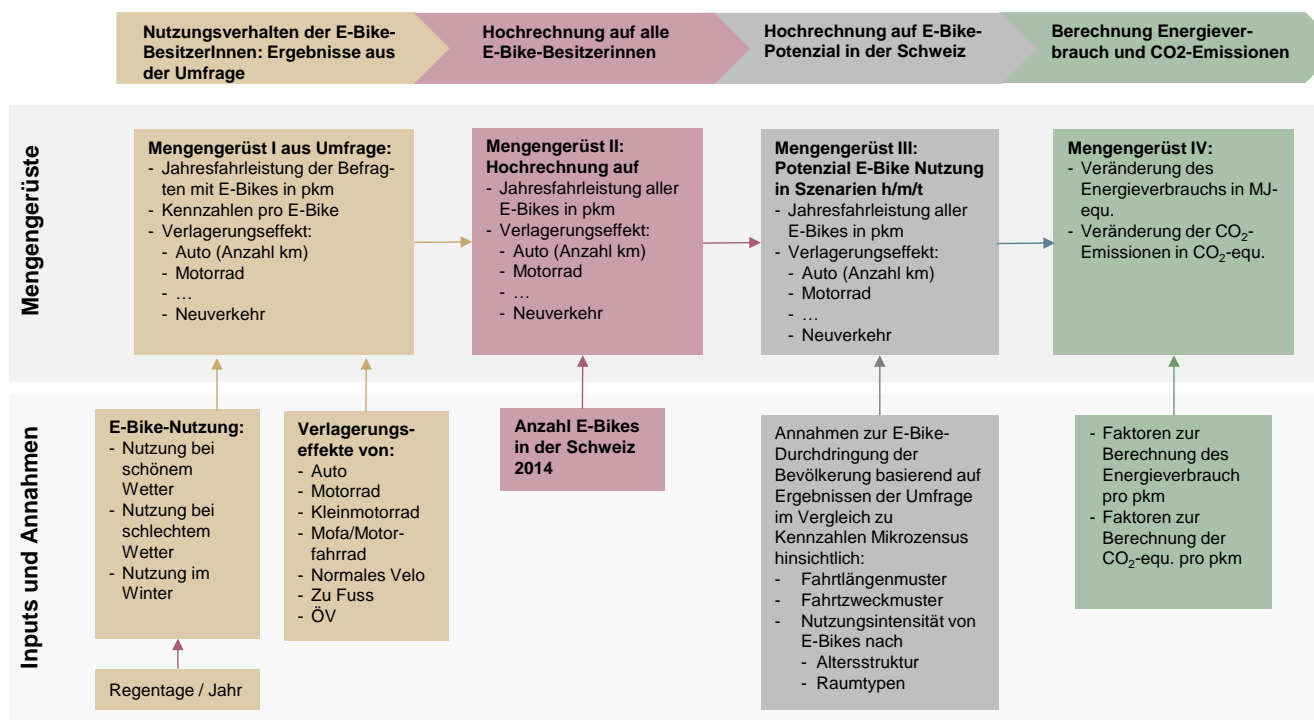 Nutzungsverhalten der E-Bike-
BesitzerInnen: Ergebnisse aus
der Umfrage
Hochrechnung auf alle
E-Bike-Besitzerinnen
Hochrechnung auf E-Bike-
Potenzial in der Schweiz
Berechnung Energiever-
brauch und CO2-Emissionen
Mengengerüste
Mengengerüst I aus Umfrage:
- Jahresfahrleistung der Befrag-
ten mit E-Bikes in pkm
- Kennzahlen pro E-Bike
- Verlagerungseffekt:
- Auto (Anzahl km)
- Motorrad
- …
- Neuverkehr
Mengengerüst II:
Hochrechnung auf
- Jahresfahrleistung aller
E-Bikes in pkm
- Verlagerungseffekt:
- Auto (Anzahl km)
- Motorrad
- …
- Neuverkehr
Mengengerüst III:
Potenzial E-Bike Nutzung
in Szenarien h/m/t
- Jahresfahrleistung aller
E-Bikes in pkm
- Verlagerungseffekt:
- Auto (Anzahl km)
- Motorrad
- …
- Neuverkehr
Mengengerüst IV:
- Veränderung des
Energieverbrauchs in MJ-
equ.
- Veränderung der CO₂-
Emissionen in CO₂-equ.
Inputs und Annahmen
E-Bike-Nutzung:
- Nutzung bei
schönem
Wetter
- Nutzung bei
schlechtem
Wetter
- Nutzung im
Winter
Regentage / Jahr
Verlagerungs-
effekte von:
- Auto
- Motorrad
- Kleinmotorrad
- Mofa/Motor-
fahrrad
- Normales Velo
- Zu Fuss
- ÖV
Anzahl E-Bikes
in der Schweiz
2014
Annahmen zur E-Bike-
Durchdringung der
Bevölkerung basierend auf
Ergebnissen der Umfrage
im Vergleich zu
Kennzahlen Mikrozensus
hinsichtlich:
- Fahrtlängenmuster
- Fahrtzweckmuster
- Nutzungsintensität von
E-Bikes nach
- Altersstruktur
- Raumtypen
- Faktoren zur
Berechnung des
Energieverbrauch
pro pkm
- Faktoren zur
Berechnung der
CO₂-equ. pro pkm